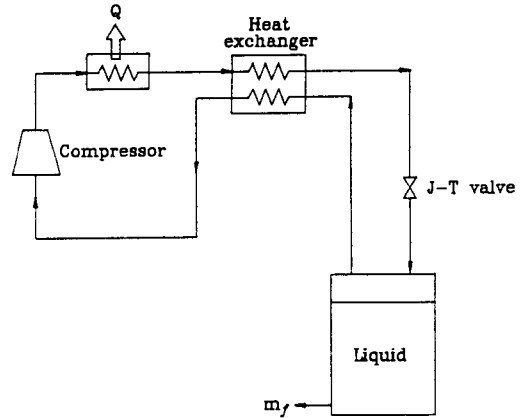 Q
Heat
exchanger
Compressor
J-T valve
Liquid
m_f